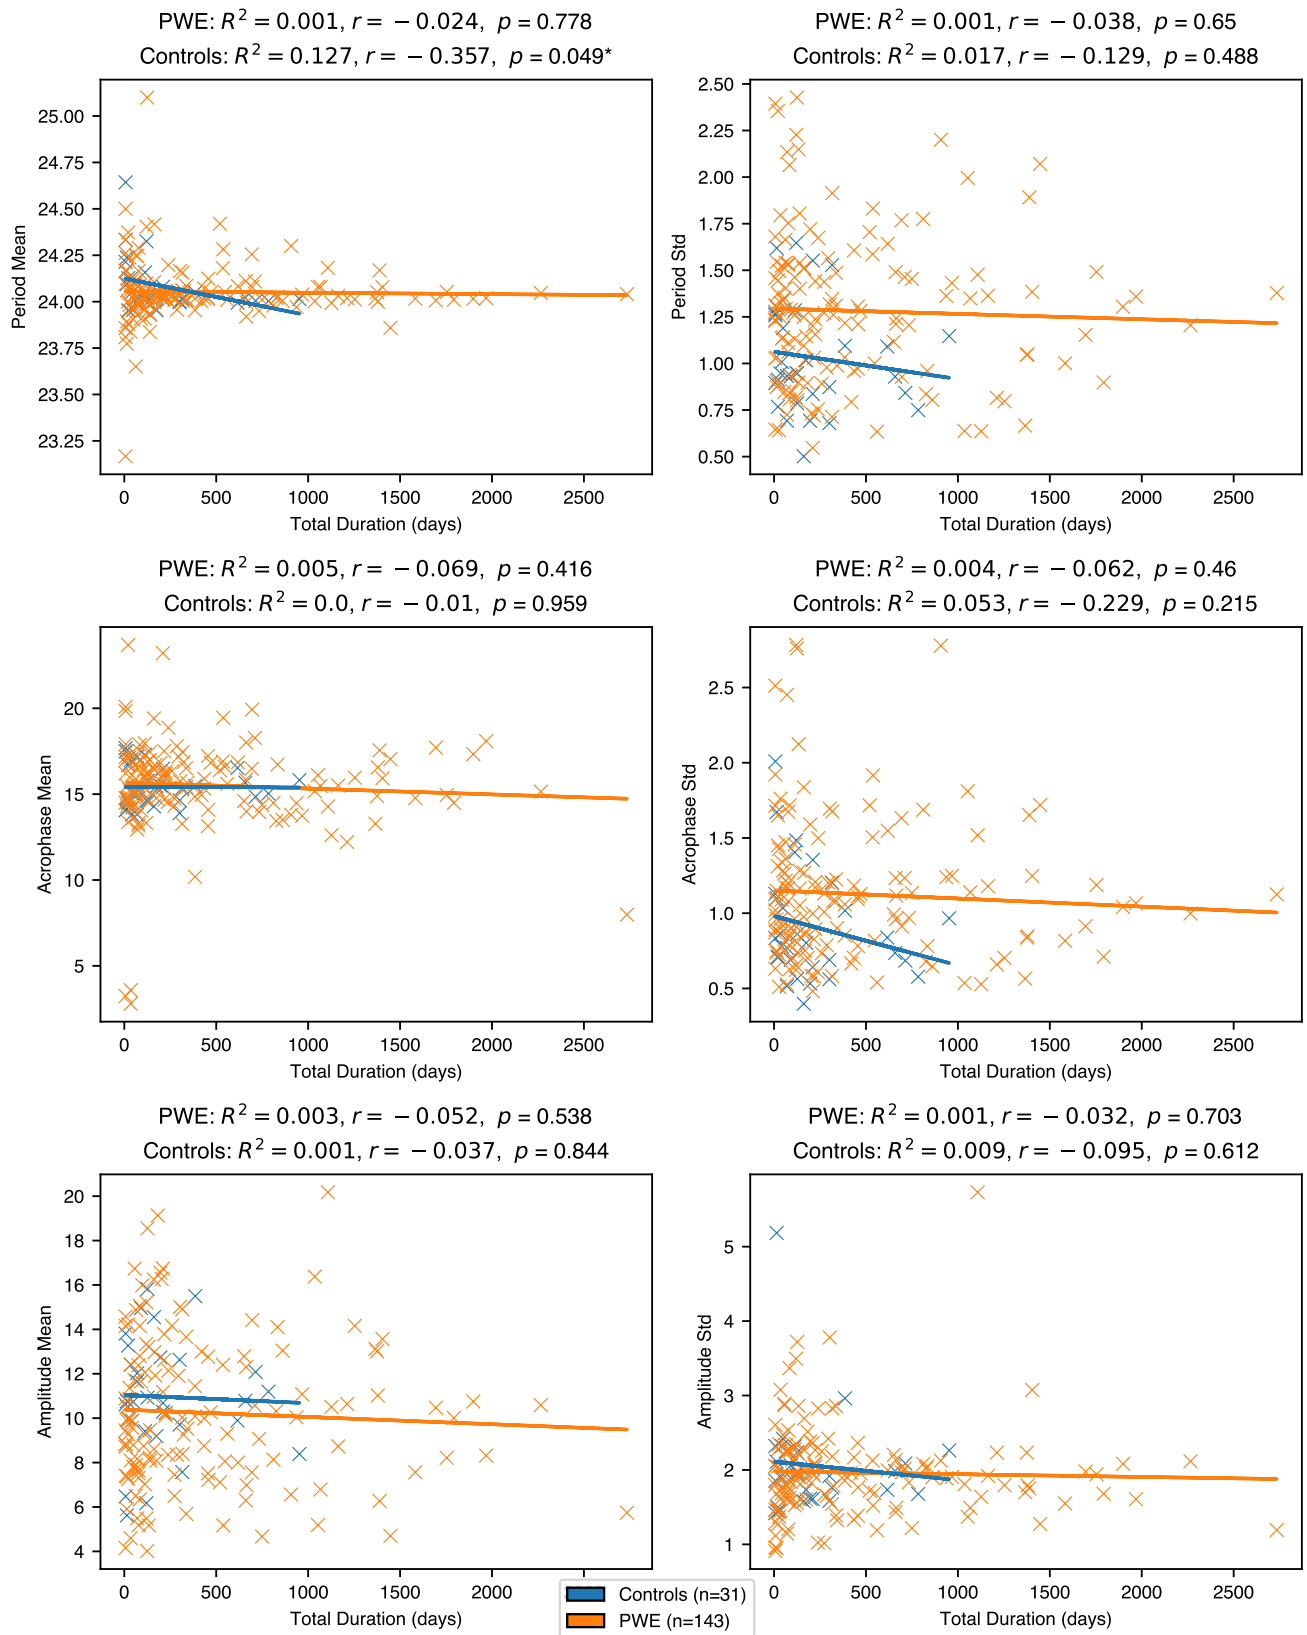 PWE: R² = 0.001, r = − 0.024, p = 0.778
Controls: R² = 0.127, r = − 0.357, p = 0.049*
25.00
24.75
24.50
24.25
24.00
23.75
23.50
23.25
Period Mean
0 500 1000 1500 2000 2500
Total Duration (days)
PWE: R² = 0.001, r = − 0.038, p = 0.65
Controls: R² = 0.017, r = − 0.129, p = 0.488
2.50
2.25
2.00
1.75
1.50
1.25
1.00
0.75
0.50
Period Std
0 500 1000 1500 2000 2500
Total Duration (days)
PWE: R² = 0.005, r = − 0.069, p = 0.416
Controls: R² = 0.0, r = − 0.01, p = 0.959
20
15
10
5
Acrophase Mean
0 500 1000 1500 2000 2500
Total Duration (days)
PWE: R² = 0.004, r = − 0.062, p = 0.46
Controls: R² = 0.053, r = − 0.229, p = 0.215
2.5
2.0
1.5
1.0
0.5
Acrophase Std
0 500 1000 1500 2000 2500
Total Duration (days)
PWE: R² = 0.003, r = − 0.052, p = 0.538
Controls: R² = 0.001, r = − 0.037, p = 0.844
20
18
16
14
12
10
8
6
4
Amplitude Mean
0 500 1000 1500 2000 2500
Total Duration (days)
PWE: R² = 0.001, r = − 0.032, p = 0.703
Controls: R² = 0.009, r = − 0.095, p = 0.612
5
4
3
2
1
Amplitude Std
0 500 1000 1500 2000 2500
Total Duration (days)
Controls (n=31)
PWE (n=143)